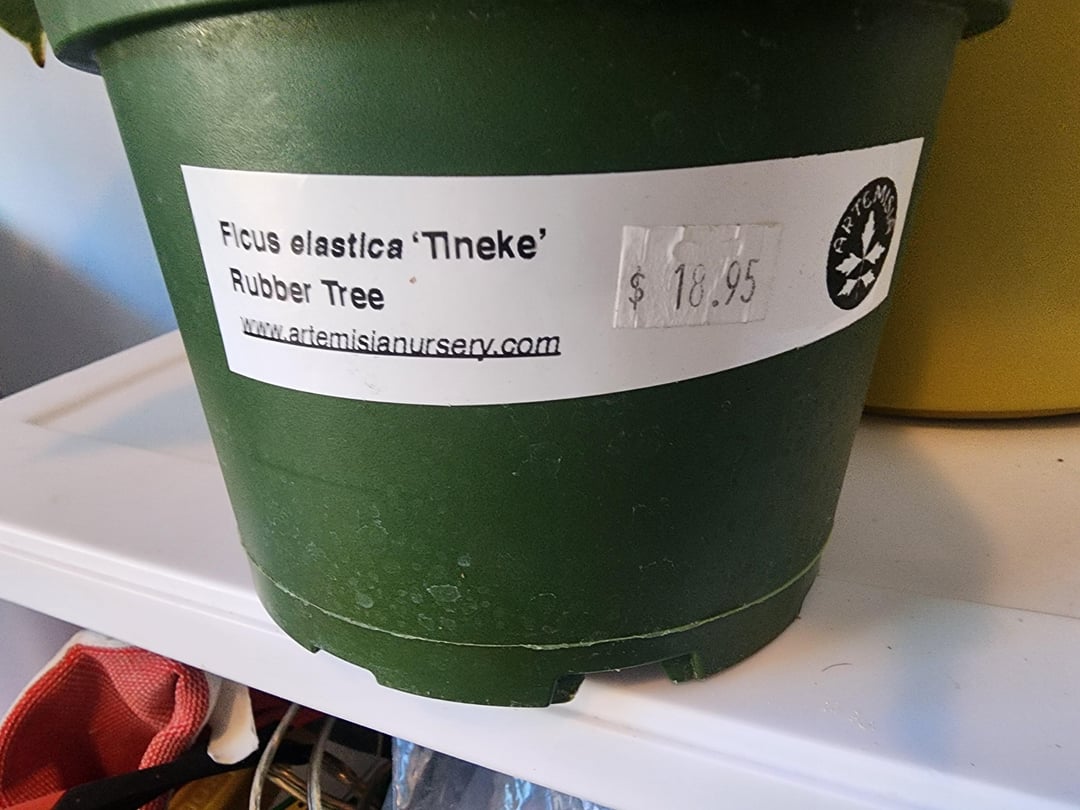 Ficus elastica ‘Tineke’
Rubber Tree
www.artemisianursery.com
$ 18.95
ARTEMISIA